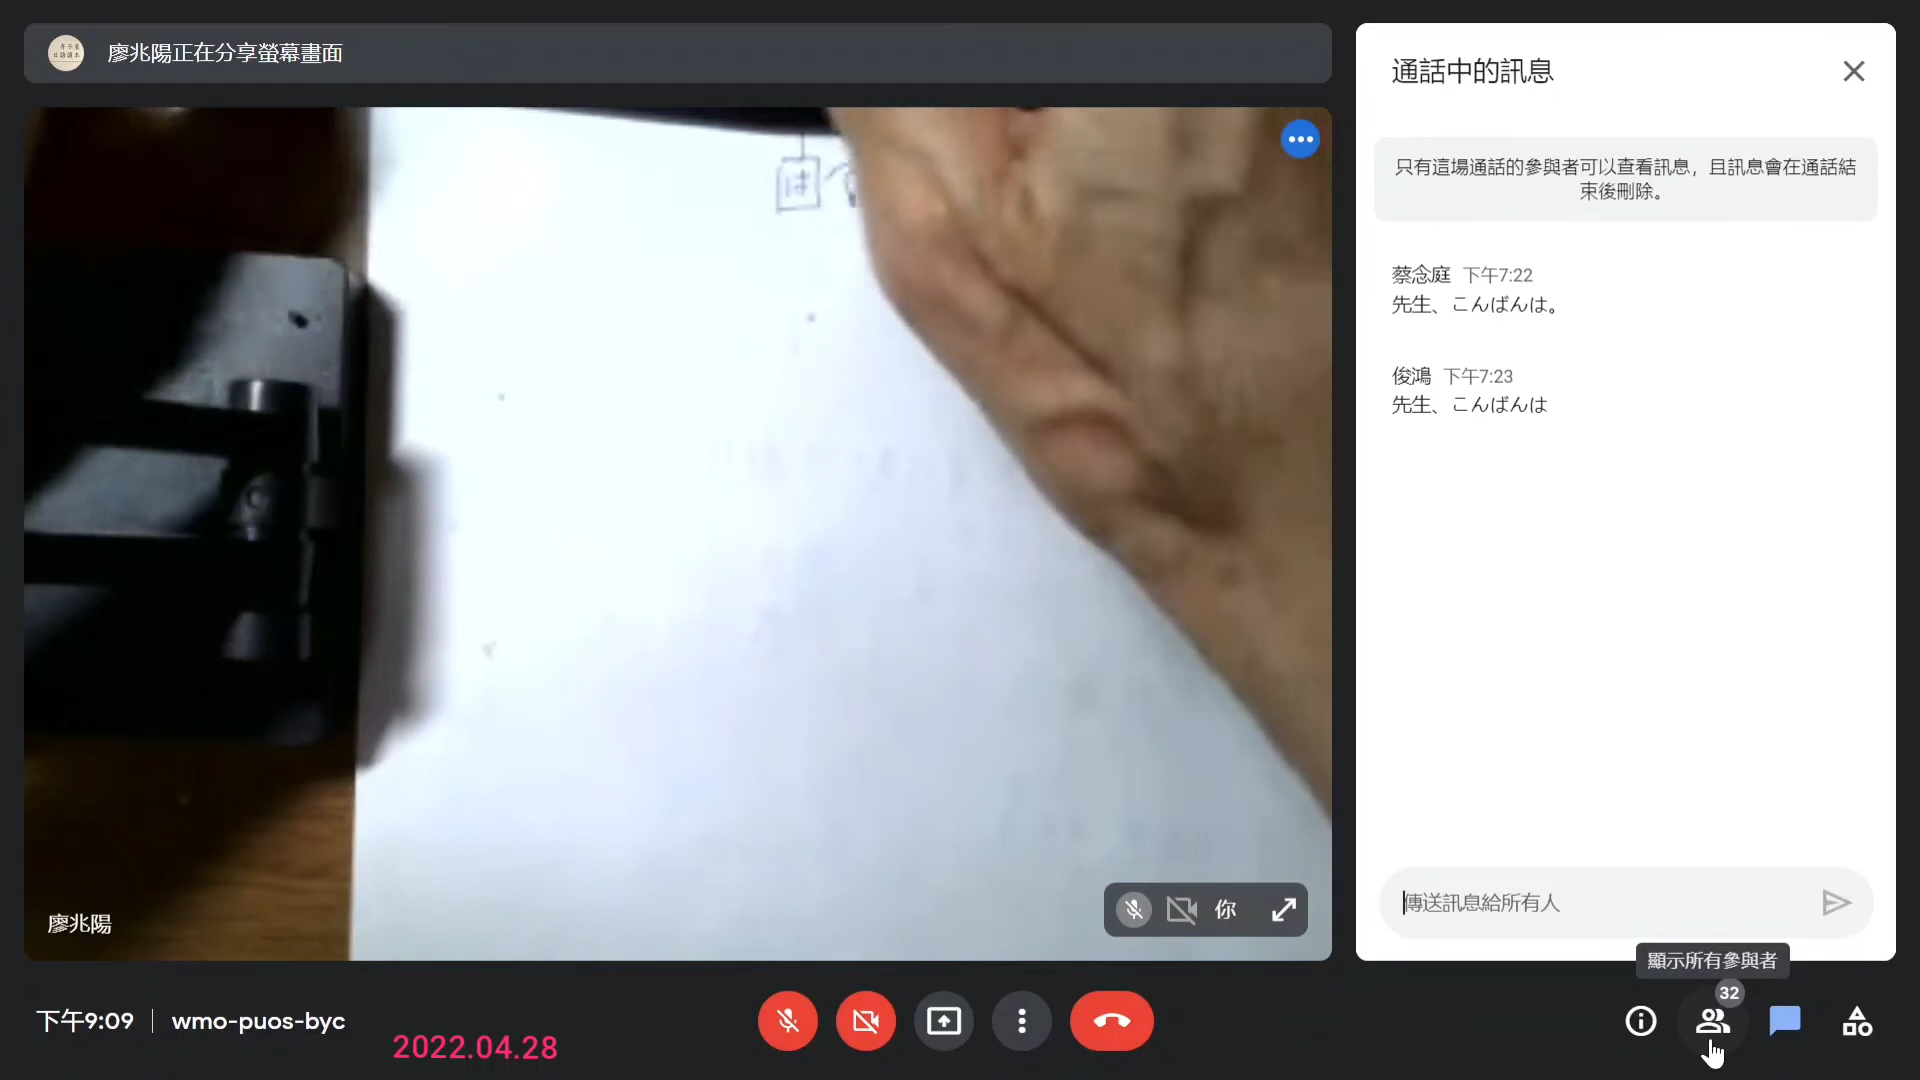 廖兆陽正在分享螢幕畫面
は
廖兆陽
你
通話中的訊息
只有這場通話的參與者可以查看訊息，且訊息會在通話結
束後刪除。
蔡念庭 下午7:22
先生、こんばんは。
俊鴻 下午7:23
先生、こんばんは
傳送訊息給所有人
顯示所有參與者
32
下午9:09 wmo-puos-byc
2022.04.28